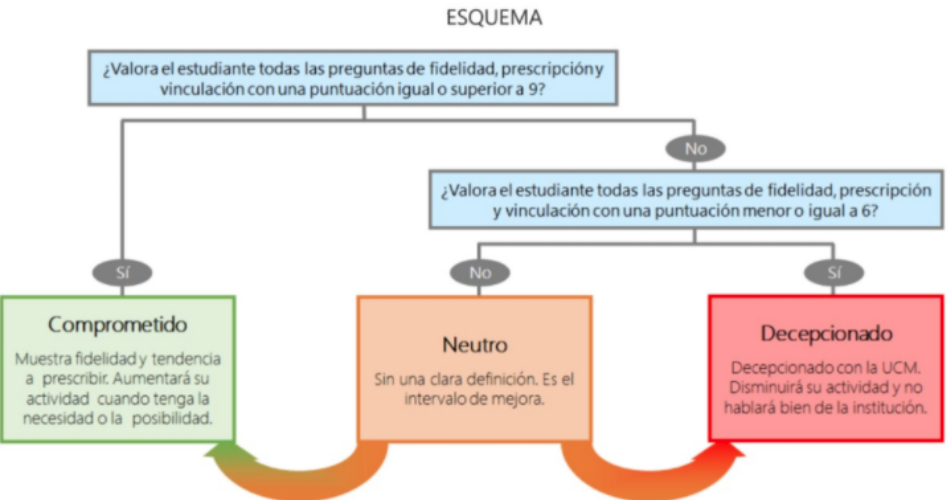 ESQUEMA
¿Valora el estudiante todas las preguntas de fidelidad, prescripción y
vinculación con una puntuación igual o superior a 9?
No
¿Valora el estudiante todas las preguntas de fidelidad, prescripción
y vinculación con una puntuación menor o igual a 6?
Sí
No
Sí
Comprometido
Muestra fidelidad y tendencia
a prescribir. Aumentará su
actividad cuando tenga la
necesidad o la posibilidad.
Neutro
Sin una clara definición. Es el
intervalo de mejora.
Decepcionado
Decepcionado con la UCM.
Disminuirá su actividad y no
hablará bien de la institución.